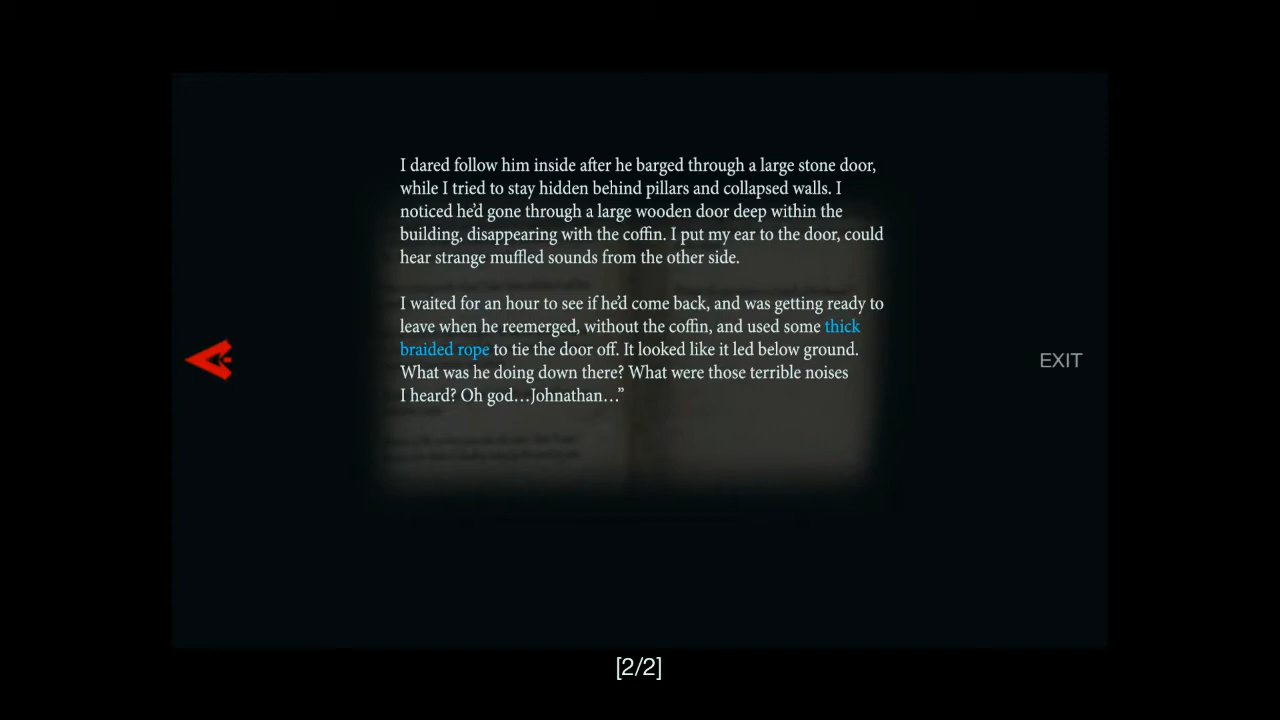 I dared follow him inside after he barged through a large stone door,
while I tried to stay hidden behind pillars and collapsed walls. I
noticed he'd gone through a large wooden door deep within the
building, disappearing with the coffin. I put my ear to the door, could
hear strange muffled sounds from the other side.
I waited for an hour to see if he'd come back, and was getting ready to
leave when he reemerged, without the coffin, and used some thick
braided rope to tie the door off. It looked like it led below ground.
What was he doing down there? What were those terrible noises
I heard? Oh god…Johnathan…”
EXIT
[2/2]